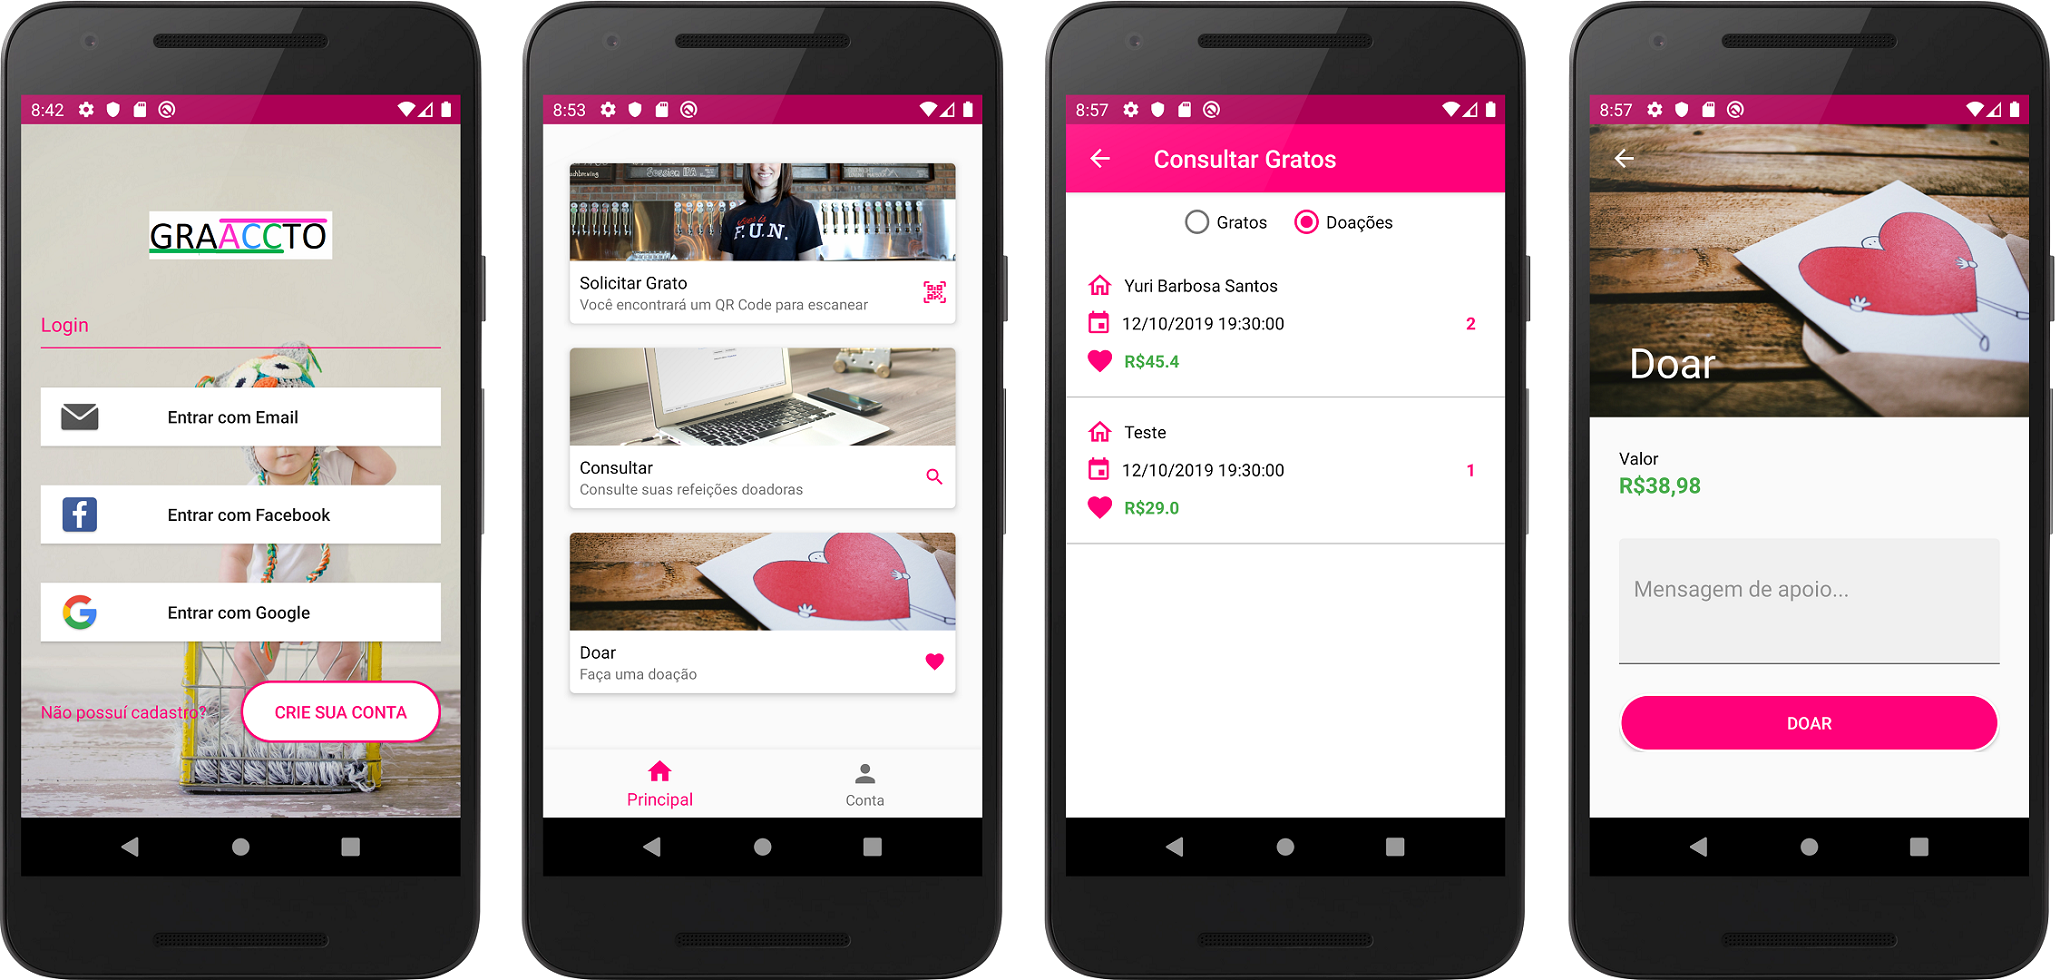 8:42
GRAACCTO
Login
Entrar com Email
Entrar com Facebook
Entrar com Google
Não possuí cadastro?
CRIE SUA CONTA
8:53
Session IPA
F.U.N.
Solicitar Grato
Você encontrará um QR Code para escanear
Consultar
Consulte suas refeições doadoras
Doar
Faça uma doação
Principal
Conta
8:57
Consultar Gratos
Gratos
Doações
Yuri Barbosa Santos
12/10/2019 19:30:00
2
R$45.4
Teste
12/10/2019 19:30:00
1
R$29.0
8:57
Doar
Valor
R$38,98
Mensagem de apoio...
DOAR